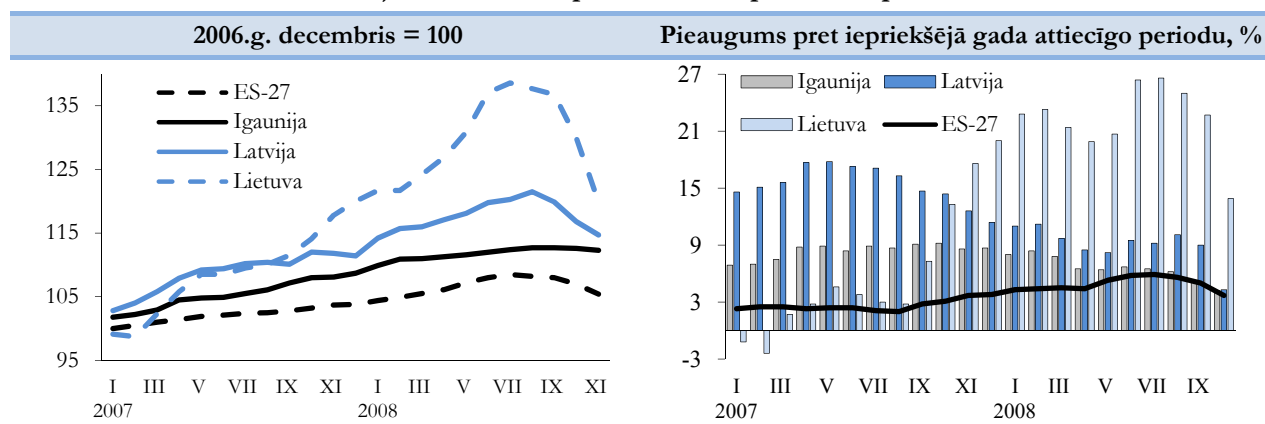 2006.g. decembris = 100
Pieaugums pret iepriekšējā gada attiecīgo periodu, %
135
125
115
105
95
ES-27
Igaunija
Latvija
Lietuva
I III V VII IX XI I III V VII IX XI
2007 2008
27
21
15
9
3
-3
Igaunija Latvija
Lietuva ES-27
I III V VII IX XI I III V VII IX
2007 2008